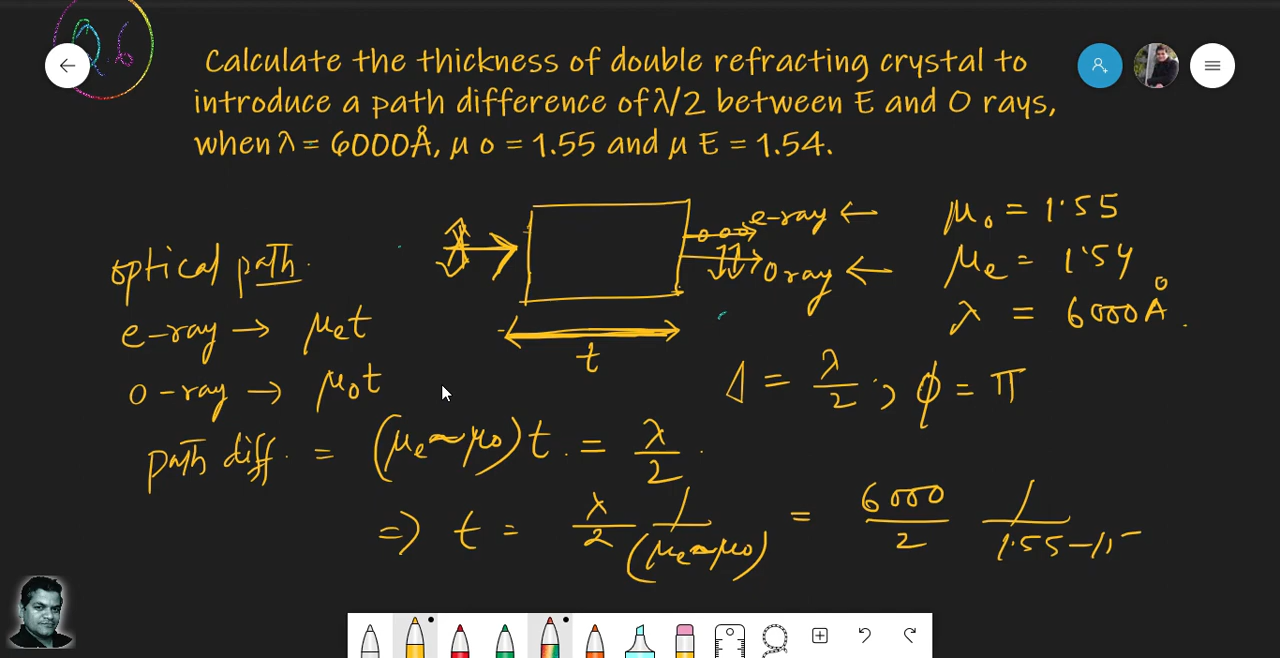 Q.6
Calculate the thickness of double refracting crystal to
introduce a path difference of λ/2 between E and O rays,
when λ = 6000Å, μ o = 1.55 and μ E = 1.54.
e-ray ←
o ray ←
t
μo = 1.55
μe = 1.54
λ = 6000 Å.
optical path.
e-ray → μet
o-ray → μot
Δ = λ/2 ; φ = π
path diff. = (μe~μo)t. = λ/2.
=> t = λ/2 1/(μe~μo) = 6000/2 1/1.55-1.5